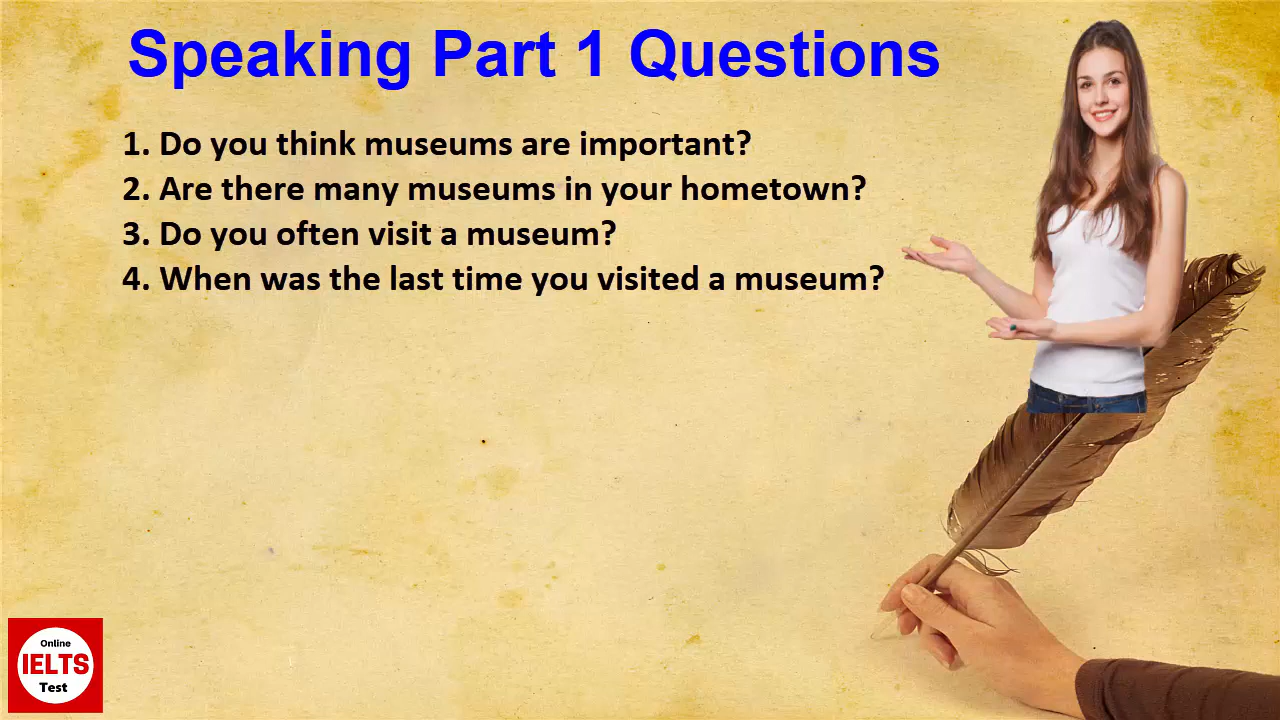 Speaking Part 1 Questions
1. Do you think museums are important?
2. Are there many museums in your hometown?
3. Do you often visit a museum?
4. When was the last time you visited a museum?
Online
IELTS
Test